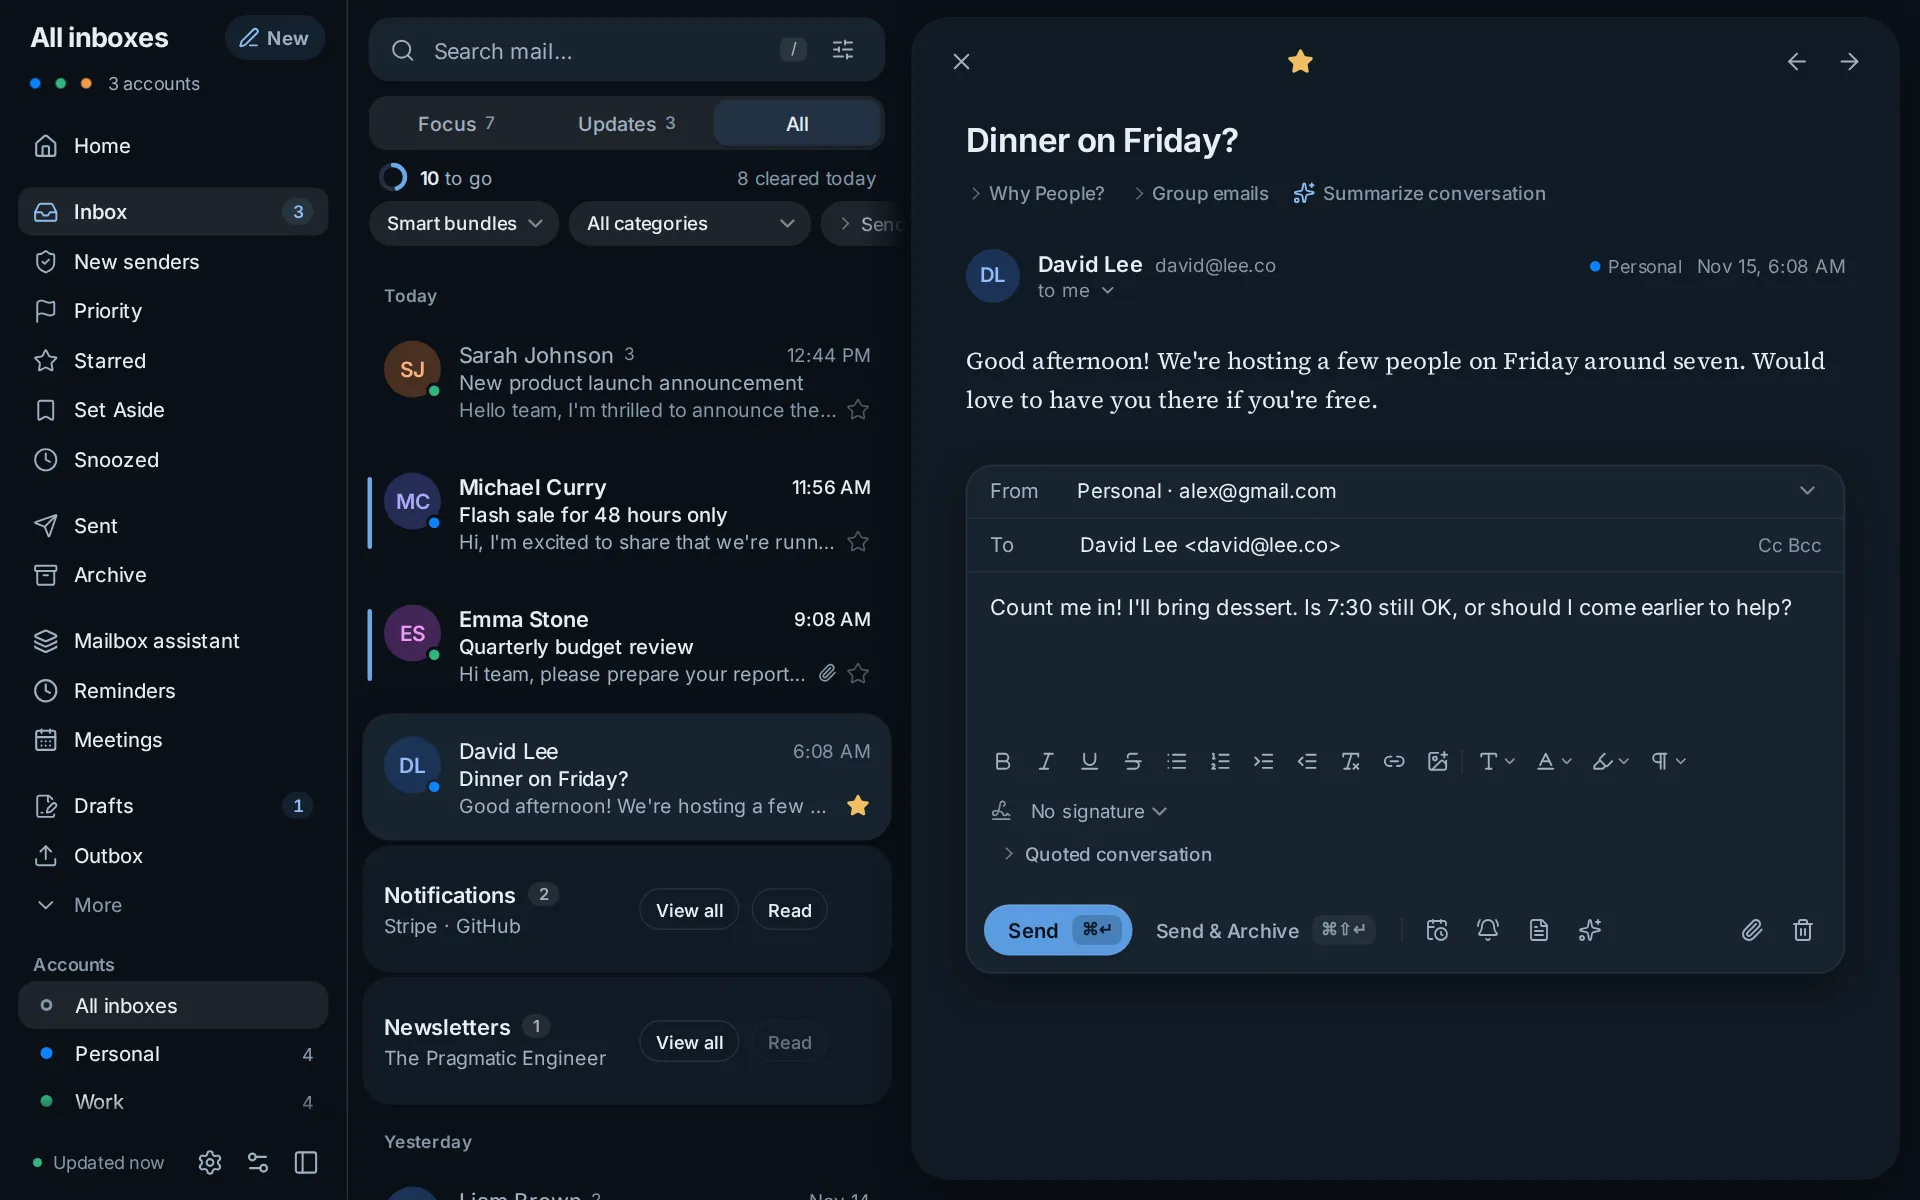 All inboxes
New
3 accounts
Home
Inbox 3
New senders
Priority
Starred
Set Aside
Snoozed
Sent
Archive
Mailbox assistant
Reminders
Meetings
Drafts 1
Outbox
More
Accounts
All inboxes
Personal 4
Work 4
Updated now
Search mail... /
Focus 7 Updates 3 All
10 to go 8 cleared today
Smart bundles All categories
Today
SJ Sarah Johnson 3 12:44 PM
New product launch announcement
Hello team, I'm thrilled to announce the...
MC Michael Curry 11:56 AM
Flash sale for 48 hours only
Hi, I'm excited to share that we're runn...
ES Emma Stone 9:08 AM
Quarterly budget review
Hi team, please prepare your report...
DL David Lee 6:08 AM
Dinner on Friday?
Good afternoon! We're hosting a few ...
Notifications 2 View all Read
Stripe · GitHub
Newsletters 1 View all Read
The Pragmatic Engineer
Yesterday
Liam Brown 2 Nov 14
Dinner on Friday?
Why People? Group emails Summarize conversation
DL David Lee david@lee.co Personal Nov 15, 6:08 AM
to me
Good afternoon! We're hosting a few people on Friday around seven. Would
love to have you there if you're free.
From Personal · alex@gmail.com
To David Lee <david@lee.co> Cc Bcc
Count me in! I'll bring dessert. Is 7:30 still OK, or should I come earlier to help?
No signature
Quoted conversation
Send ⌘↵ Send & Archive ⌘⇧↵